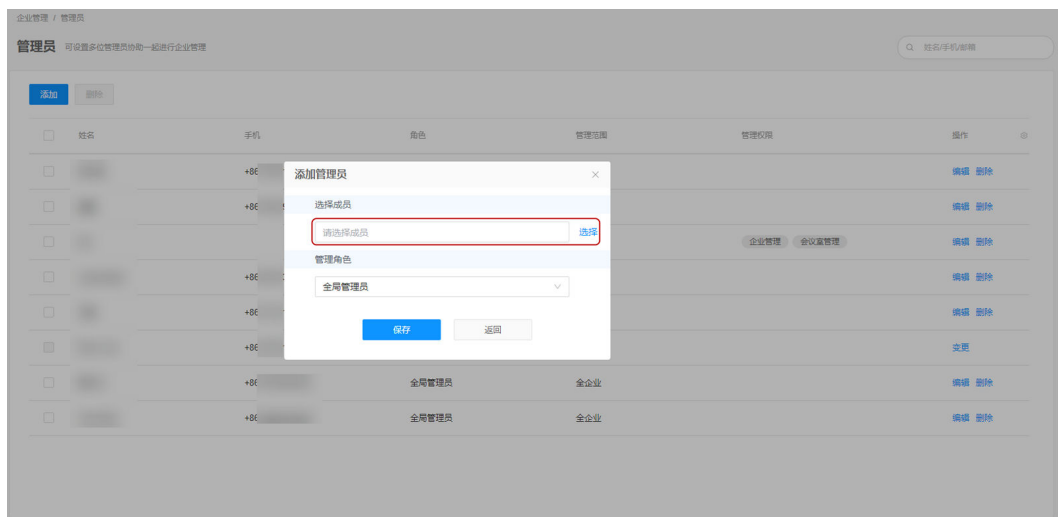 企业管理 / 管理员
管理员 可设置多位管理员协助一起进行企业管理 姓名/手机/邮箱
添加 删除
姓名 手机 角色 管理范围 管理权限 操作
+86 编辑 删除
添加管理员
选择成员
+86 编辑 删除
请选择成员 选择
企业管理 会议室管理 编辑 删除
管理角色
+86 编辑 删除
全局管理员
+86 编辑 删除
保存 返回
+86 变更
+86 全局管理员 全企业 编辑 删除
+86 全局管理员 全企业 编辑 删除